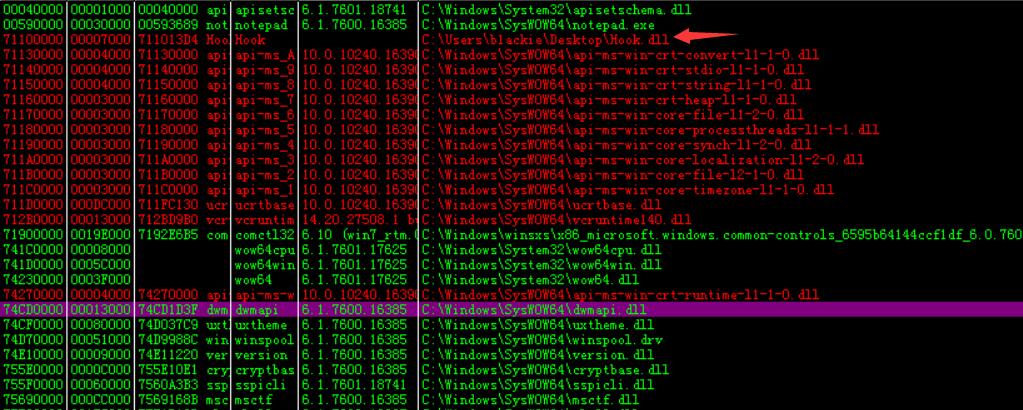 00040000 00001000 00040000 api apisetsc 6.1.7601.18741 C:\Windows\System32\apisetschema.dll
00590000 00030000 00593689 not notepad 6.1.7600.16385 C:\Windows\SysWOW64\notepad.exe
71100000 00007000 711013D4 Hoo Hook C:\Users\blackie\Desktop\Hook.dll
71130000 00004000 71130000 api api-ms_A 10.0.10240.1639 C:\Windows\SysWOW64\api-ms-win-crt-convert-l1-1-0.dll
71140000 00004000 71140000 api api-ms_9 10.0.10240.1639 C:\Windows\SysWOW64\api-ms-win-crt-stdio-l1-1-0.dll
71150000 00004000 71150000 api api-ms_8 10.0.10240.1639 C:\Windows\SysWOW64\api-ms-win-crt-string-l1-1-0.dll
71160000 00003000 71160000 api api-ms_7 10.0.10240.1639 C:\Windows\SysWOW64\api-ms-win-crt-heap-l1-1-0.dll
71170000 00003000 71170000 api api-ms_6 10.0.10240.1639 C:\Windows\SysWOW64\api-ms-win-core-file-l1-2-0.dll
71180000 00003000 71180000 api api-ms_5 10.0.10240.1639 C:\Windows\SysWOW64\api-ms-win-core-processthreads-l1-1-1.dll
71190000 00003000 71190000 api api-ms_4 10.0.10240.1639 C:\Windows\SysWOW64\api-ms-win-core-synch-l1-2-0.dll
711A0000 00003000 711A0000 api api-ms_3 10.0.10240.1639 C:\Windows\SysWOW64\api-ms-win-core-localization-l1-2-0.dll
711B0000 00003000 711B0000 api api-ms_2 10.0.10240.1639 C:\Windows\SysWOW64\api-ms-win-core-file-l2-1-0.dll
711C0000 00003000 711C0000 api api-ms_1 10.0.10240.1639 C:\Windows\SysWOW64\api-ms-win-core-timezone-l1-1-0.dll
711D0000 000DC000 711FC130 ucr ucrtbase 10.0.10240.1639 C:\Windows\SysWOW64\ucrtbase.dll
712B0000 00013000 712BD9B0 vcr vcruntim 14.20.27508.1 b C:\Windows\SysWOW64\vcruntime140.dll
71900000 0019E000 7192E6B5 com comctl32 6.10 (win7_rtm. C:\Windows\winsxs\x86_microsoft.windows.common-controls_6595b64144ccf1df_6.0.760
741C0000 00008000 wow64cpu 6.1.7601.17625 C:\Windows\System32\wow64cpu.dll
741D0000 0005C000 wow64win 6.1.7601.17625 C:\Windows\System32\wow64win.dll
74230000 0003F000 wow64 6.1.7601.17625 C:\Windows\System32\wow64.dll
74270000 00004000 74270000 api api-ms-w 10.0.10240.1639 C:\Windows\SysWOW64\api-ms-win-crt-runtime-l1-1-0.dll
74CD0000 00013000 74CD1D3F dwm dwmapi 6.1.7600.16385 C:\Windows\SysWOW64\dwmapi.dll
74CF0000 00080000 74D037C9 uxt uxtheme 6.1.7600.16385 C:\Windows\SysWOW64\uxtheme.dll
74D70000 00051000 74D9988C win winspool 6.1.7600.16385 C:\Windows\SysWOW64\winspool.drv
74E10000 00009000 74E11220 ver version 6.1.7600.16385 C:\Windows\SysWOW64\version.dll
755E0000 0000C000 755E10E1 cry cryptbas 6.1.7600.16385 C:\Windows\SysWOW64\cryptbase.dll
755F0000 00060000 7560A3B3 ssp sspicli 6.1.7601.18741 C:\Windows\SysWOW64\sspicli.dll
75690000 000CC000 7569168B msc msctf 6.1.7600.16385 C:\Windows\SysWOW64\msctf.dll